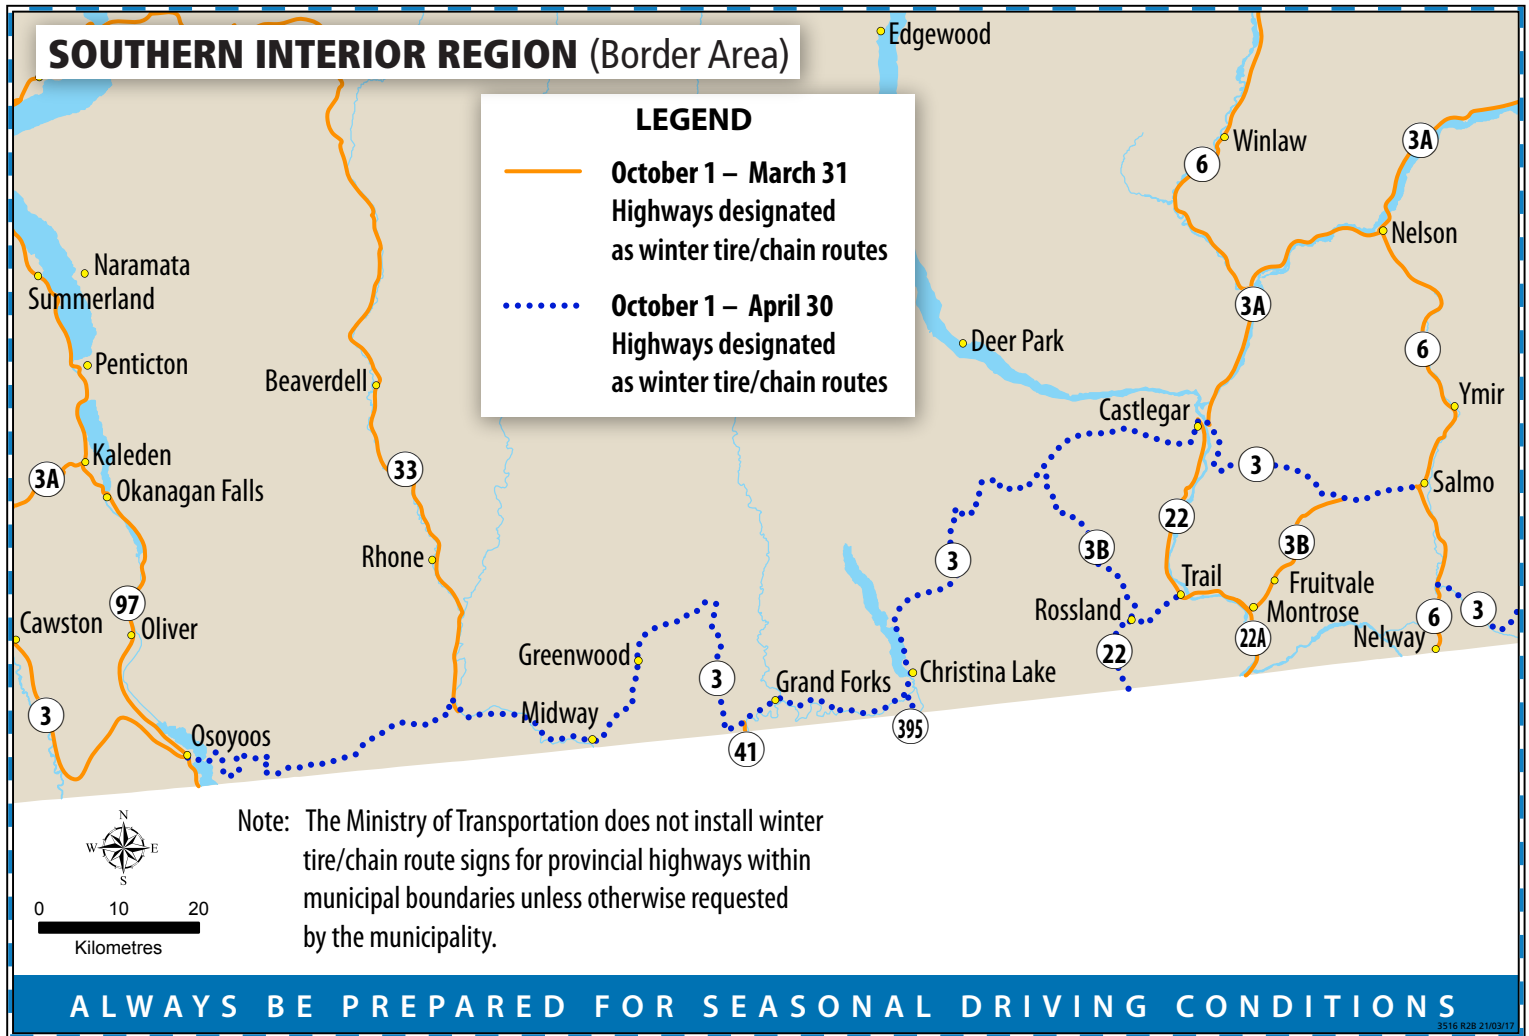 SOUTHERN INTERIOR REGION (Border Area)
LEGEND
October 1 – March 31
Highways designated
as winter tire/chain routes
October 1 – April 30
Highways designated
as winter tire/chain routes
Edgewood
Winlaw
3A
6
Nelson
Naramata
Summerland
3A
Deer Park
6
Penticton
Beaverdell
Ymir
Castlegar
Kaleden
3A
33
3
Okanagan Falls
Salmo
22
3B
3B
Rhone
3
Trail
Fruitvale
97
Rossland
Montrose
Cawston
Oliver
6
3
22A
Nelway
22
Greenwood
3
Christina Lake
Grand Forks
3
Midway
395
Osoyoos
41
N
W
E
S
0 10 20
Kilometres
Note: The Ministry of Transportation does not install winter
tire/chain route signs for provincial highways within
municipal boundaries unless otherwise requested
by the municipality.
ALWAYS BE PREPARED FOR SEASONAL DRIVING CONDITIONS
3516 R2B 21/03/17